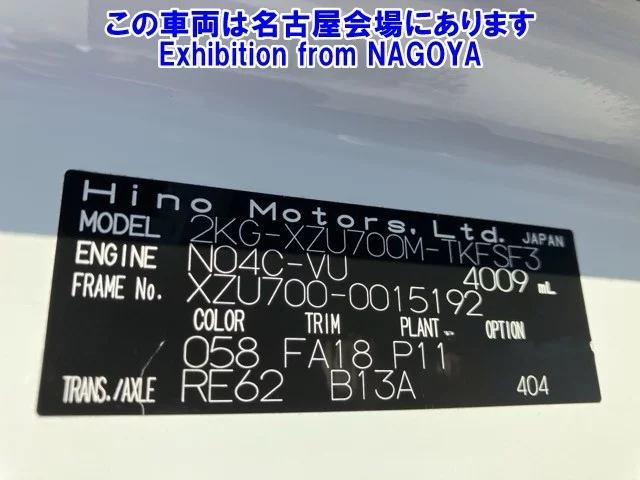 この車両は名古屋会場にあります
Exhibition from NAGOYA
Hino Motors, Ltd. JAPAN
MODEL 2KG-XZU700M-TKFSF3
ENGINE N04C-VU 4009 mL
FRAME No. XZU700-0015192
COLOR TRIM PLANT OPTION
058 FA18 P11
TRANS./AXLE RE62 B13A 404